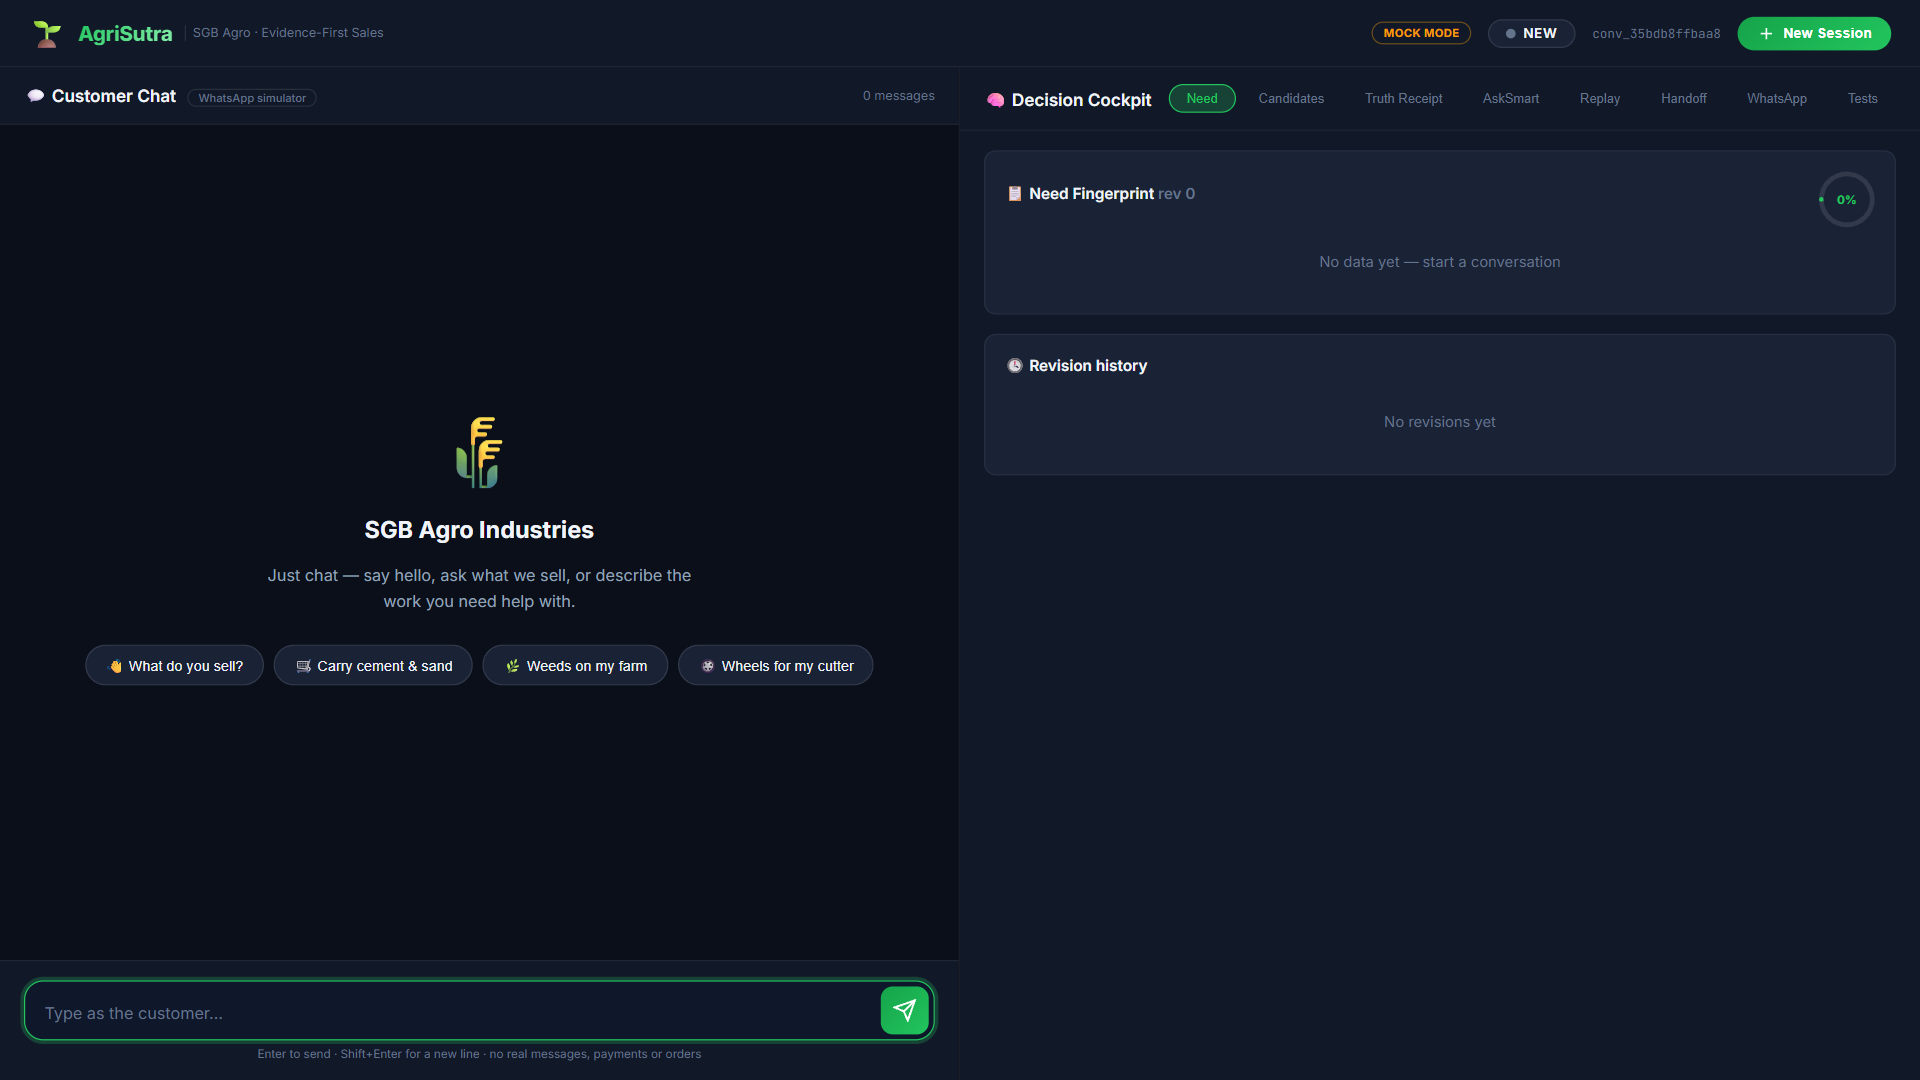 AgriSutra
SGB Agro · Evidence-First Sales
MOCK MODE
NEW
conv_35bdb8ffbaa8
New Session
Customer Chat
WhatsApp simulator
0 messages
SGB Agro Industries
Just chat — say hello, ask what we sell, or describe the
work you need help with.
What do you sell?
Carry cement & sand
Weeds on my farm
Wheels for my cutter
Type as the customer...
Enter to send · Shift+Enter for a new line · no real messages, payments or orders
Decision Cockpit
Need
Candidates
Truth Receipt
AskSmart
Replay
Handoff
WhatsApp
Tests
Need Fingerprint rev 0
0%
No data yet — start a conversation
Revision history
No revisions yet